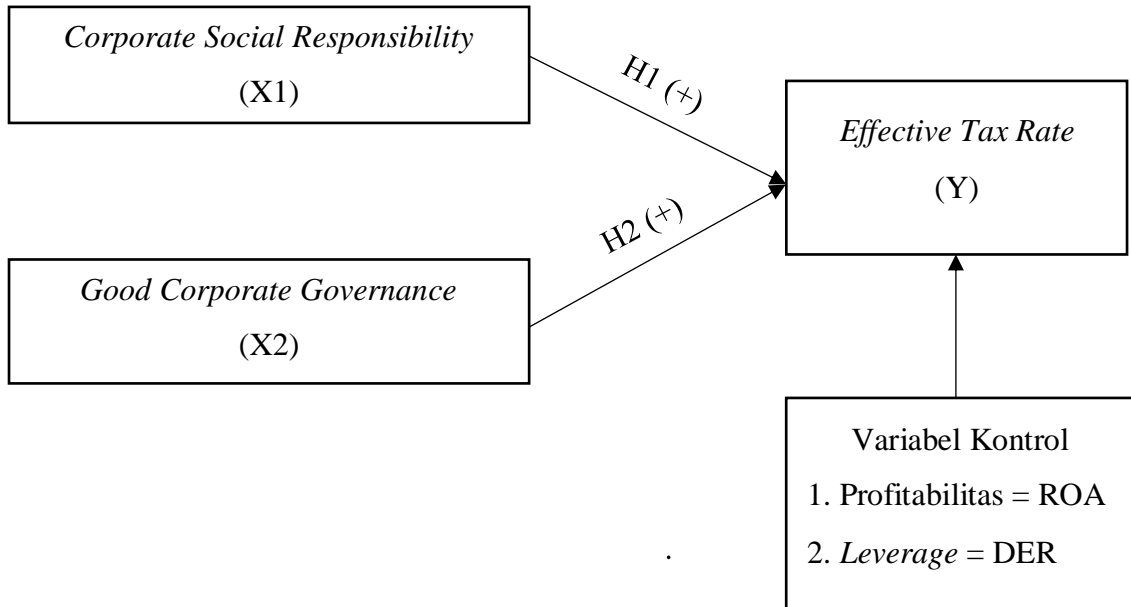 Corporate Social Responsibility
(X1)
H1 (+)
Effective Tax Rate
(Y)
H2 (+)
Good Corporate Governance
(X2)
Variabel Kontrol
1. Profitabilitas = ROA
2. Leverage = DER
.